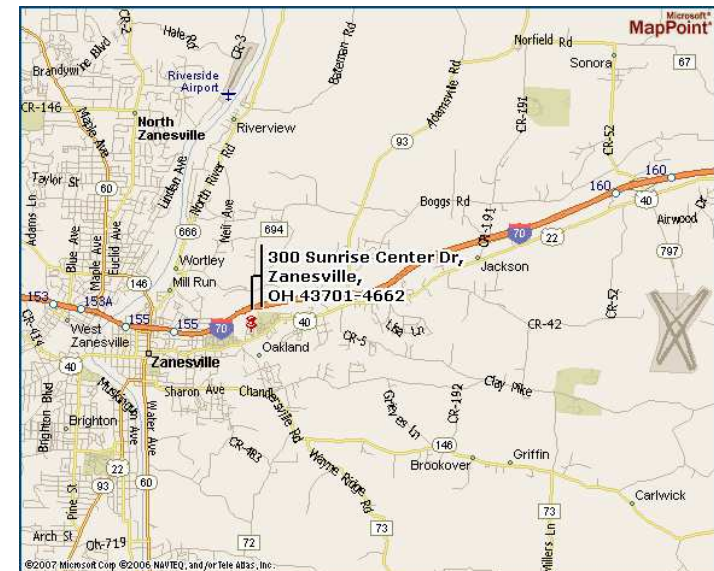 Microsoft®
MapPoint®
Hale Rd
CR-2
CR-3
Brandywine Blvd
Riverside
Airport
Bateman Rd
Norfield Rd
Sonora
67
CR-146
North
Zanesville
Riverview
Adamsville Rd
CR-191
CR-52
Maple Ave
Linden Ave
North River Rd
93
Taylor St
60
Adams Ln
Boggs Rd
160
160
40
Neir Ave
694
666
CR-191
70
22
Airwood Dr
797
Blue Ave
Maple Ave
Euclid Ave
146
Wortley
Mill Run
300 Sunrise Center Dr,
Zanesville,
OH 43701-4662
Jackson
153
153A
155
155
70
40
CR-414
West
Zanesville
CR-5
Lea Ln
CR-42
CR-52
Zanesville
Oakland
40
Sharon Ave
Chandlersville Rd
Clay Pike
Muskingum Ave
Water Ave
Grieves Ln
CR-192
Brighton Blvd
Brighton
CR-483
Wayne Ridge Rd
146
Brookover
Griffin
22
93
60
Pine St
Carlwick
73
73
Arch St
Oh-719
72
Villers Ln
©2007 Microsoft Corp ©2006 NAVTEQ, and/or Tele Atlas, Inc.